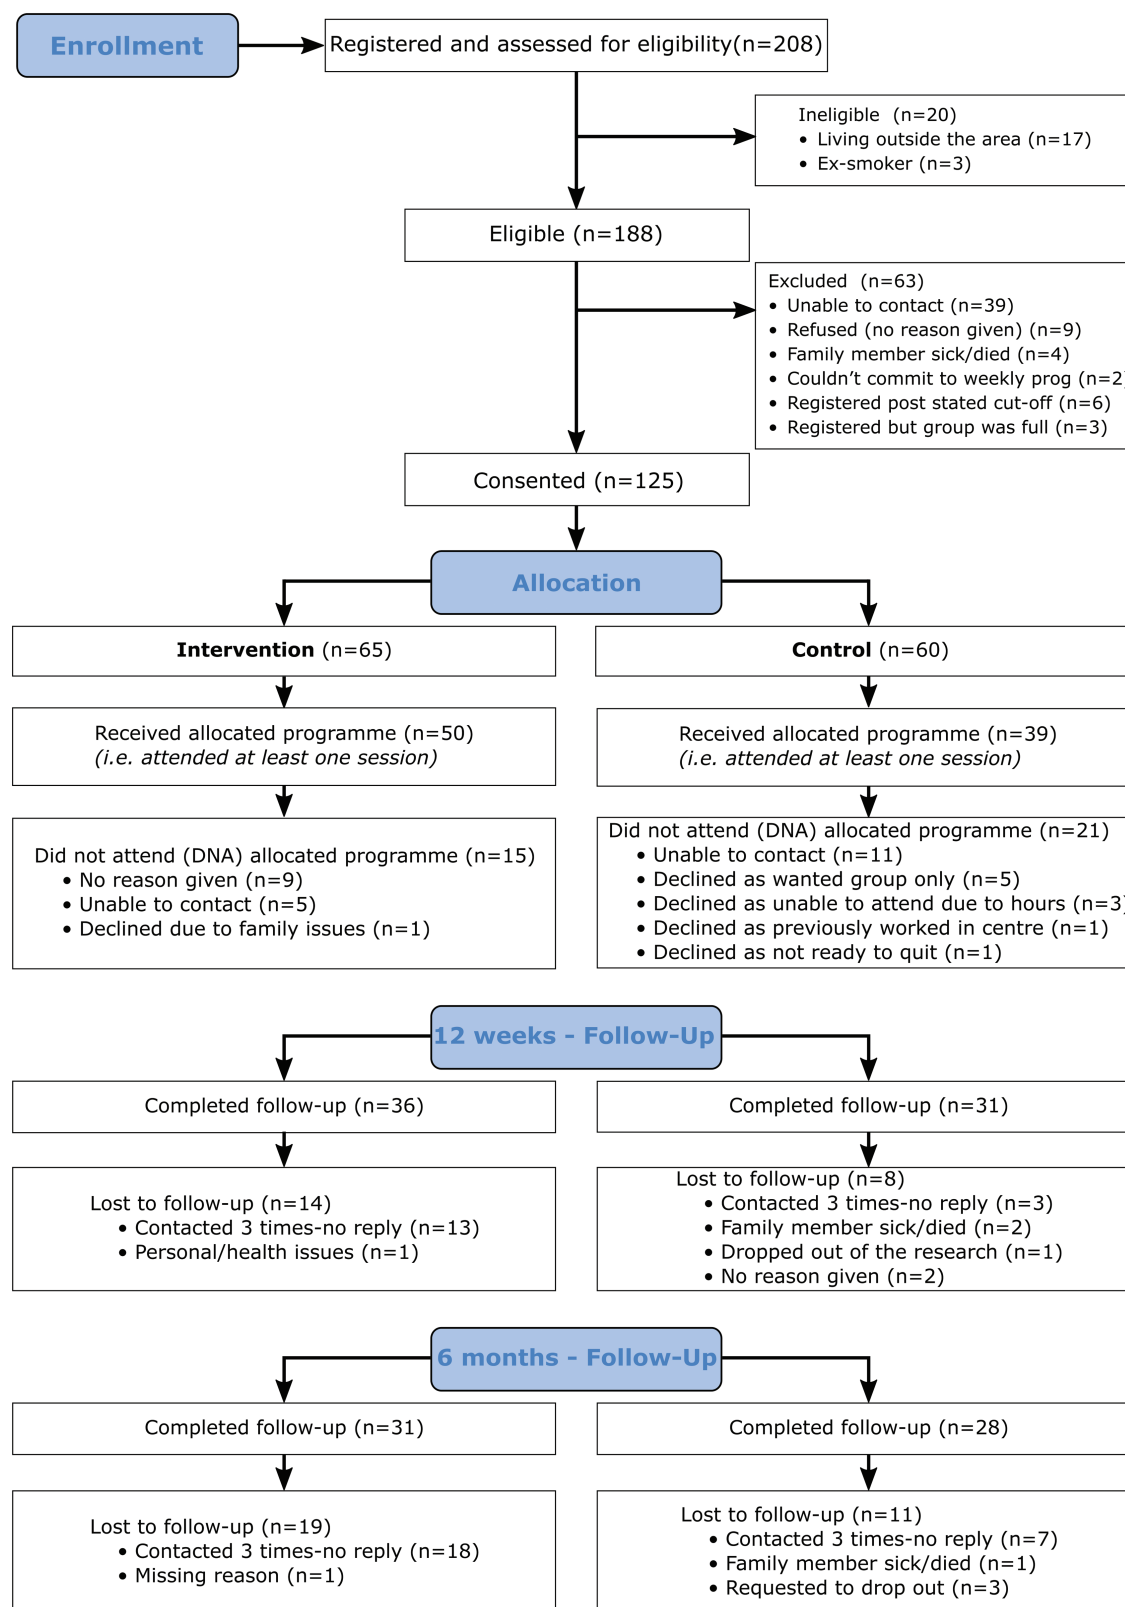 Enrollment
Registered and assessed for eligibility(n=208)
Ineligible (n=20)
• Living outside the area (n=17)
• Ex-smoker (n=3)
Eligible (n=188)
Excluded (n=63)
• Unable to contact (n=39)
• Refused (no reason given) (n=9)
• Family member sick/died (n=4)
• Couldn’t commit to weekly prog (n=2)
• Registered post stated cut-off (n=6)
• Registered but group was full (n=3)
Consented (n=125)
Allocation
Intervention (n=65)
Received allocated programme (n=50)
(i.e. attended at least one session)
Did not attend (DNA) allocated programme (n=15)
• No reason given (n=9)
• Unable to contact (n=5)
• Declined due to family issues (n=1)
Control (n=60)
Received allocated programme (n=39)
(i.e. attended at least one session)
Did not attend (DNA) allocated programme (n=21)
• Unable to contact (n=11)
• Declined as wanted group only (n=5)
• Declined as unable to attend due to hours (n=3)
• Declined as previously worked in centre (n=1)
• Declined as not ready to quit (n=1)
12 weeks - Follow-Up
Completed follow-up (n=36)
Lost to follow-up (n=14)
• Contacted 3 times-no reply (n=13)
• Personal/health issues (n=1)
Completed follow-up (n=31)
Lost to follow-up (n=8)
• Contacted 3 times-no reply (n=3)
• Family member sick/died (n=2)
• Dropped out of the research (n=1)
• No reason given (n=2)
6 months - Follow-Up
Completed follow-up (n=31)
Lost to follow-up (n=19)
• Contacted 3 times-no reply (n=18)
• Missing reason (n=1)
Completed follow-up (n=28)
Lost to follow-up (n=11)
• Contacted 3 times-no reply (n=7)
• Family member sick/died (n=1)
• Requested to drop out (n=3)